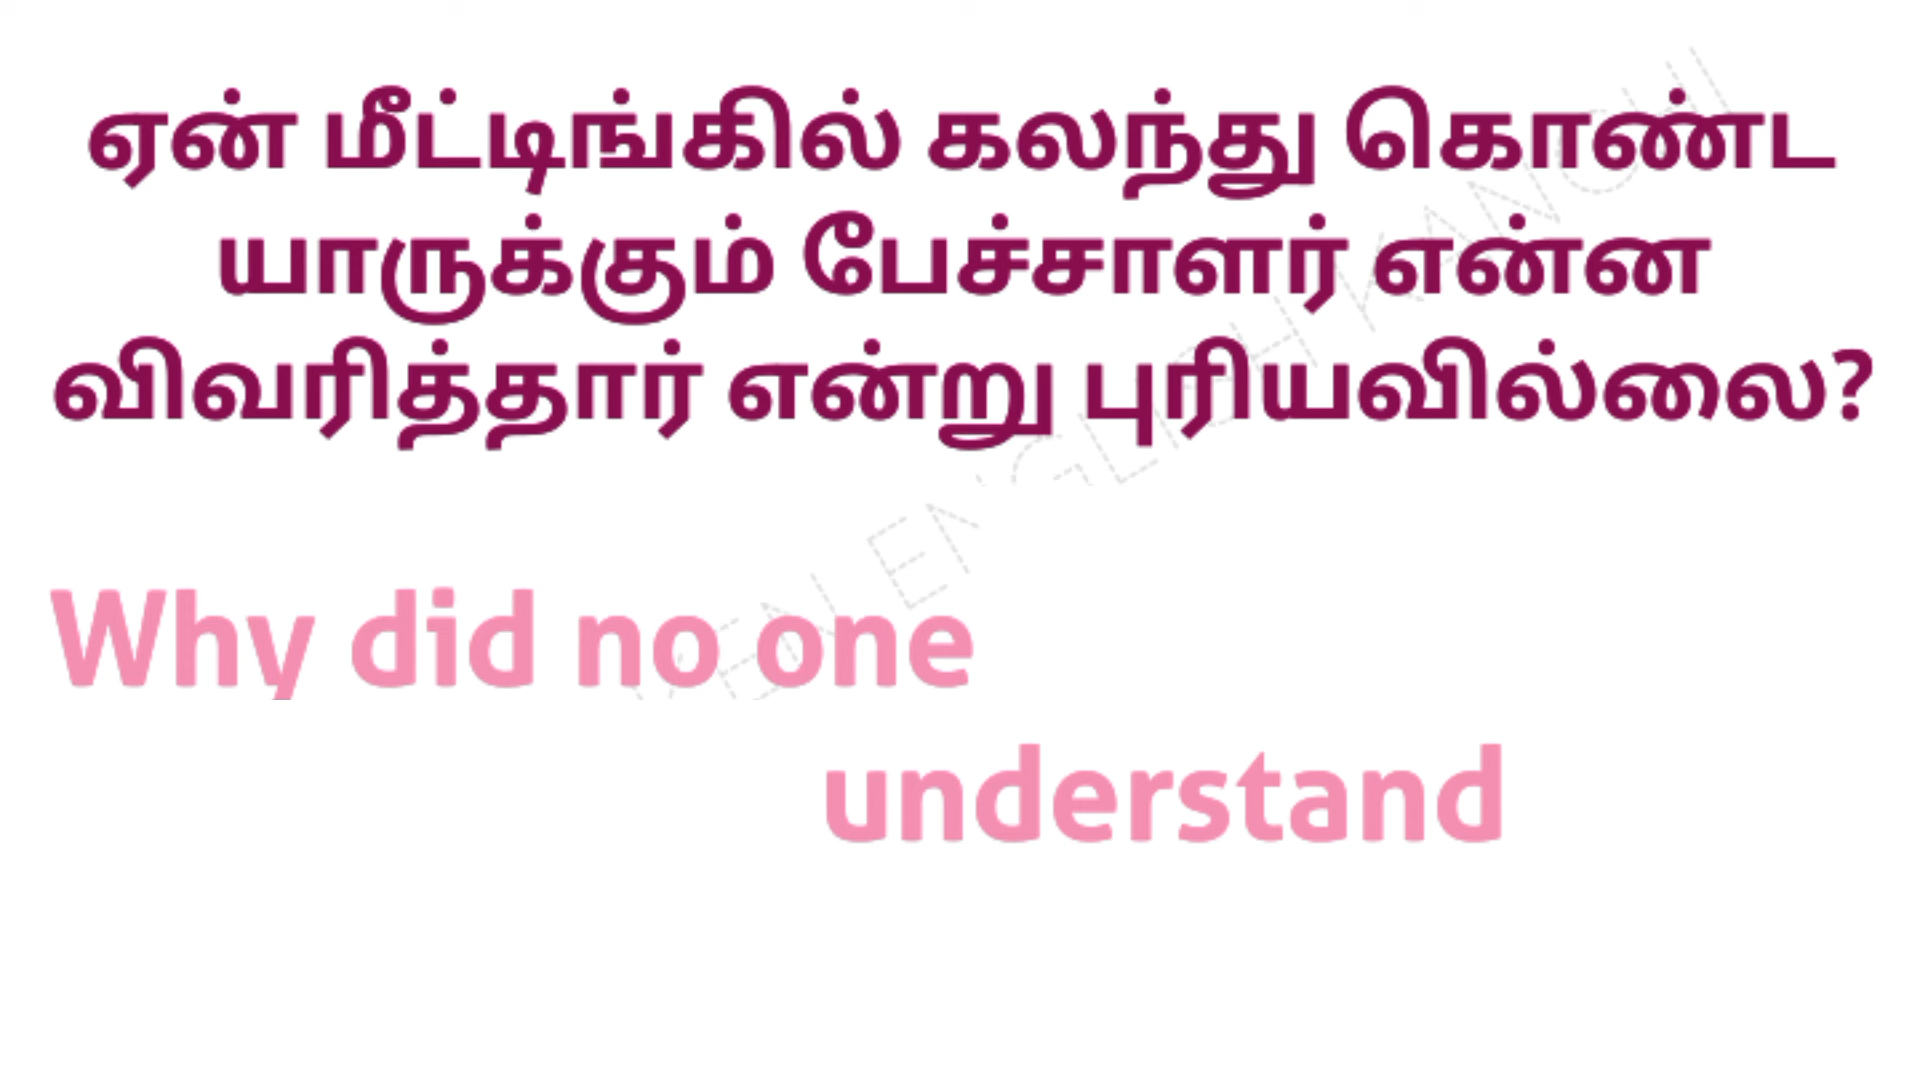 ஏன் மீட்டிங்கில் கலந்து கொண்ட
யாருக்கும் பேச்சாளர் என்ன
விவரித்தார் என்று புரியவில்லை?
Why did no one
understand